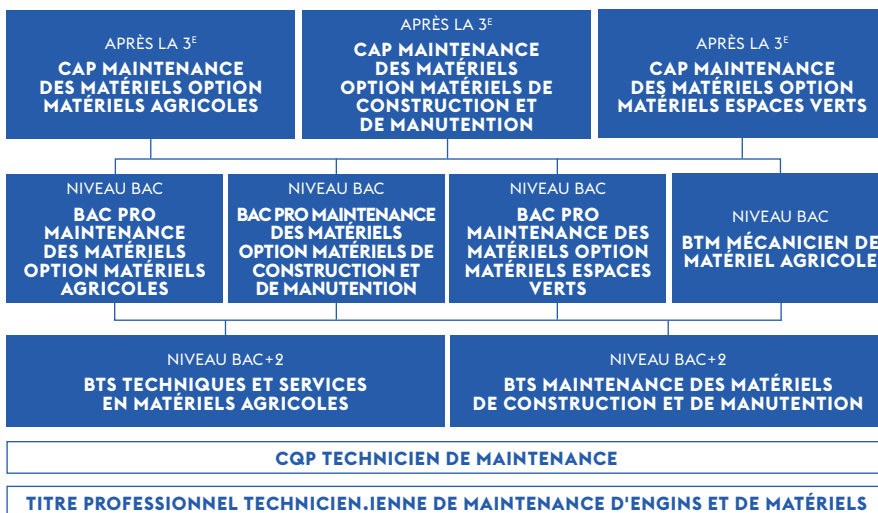 APRÈS LA 3E
CAP MAINTENANCE
DES MATÉRIELS OPTION
MATÉRIELS AGRICOLES
APRÈS LA 3E
CAP MAINTENANCE
DES MATÉRIELS
OPTION MATÉRIELS DE
CONSTRUCTION ET
DE MANUTENTION
APRÈS LA 3E
CAP MAINTENANCE
DES MATÉRIELS OPTION
MATÉRIELS ESPACES VERTS
NIVEAU BAC
BAC PRO
MAINTENANCE
DES MATÉRIELS
OPTION MATÉRIELS
AGRICOLES
NIVEAU BAC
BAC PRO MAINTENANCE
DES MATÉRIELS
OPTION MATÉRIELS DE
CONSTRUCTION ET
DE MANUTENTION
NIVEAU BAC
BAC PRO
MAINTENANCE DES
MATÉRIELS OPTION
MATÉRIELS ESPACES
VERTS
NIVEAU BAC
BTM MÉCANICIEN DE
MATÉRIEL AGRICOLE
NIVEAU BAC+2
BTS TECHNIQUES ET SERVICES
EN MATÉRIELS AGRICOLES
NIVEAU BAC+2
BTS MAINTENANCE DES MATÉRIELS
DE CONSTRUCTION ET DE MANUTENTION
CQP TECHNICIEN DE MAINTENANCE
TITRE PROFESSIONNEL TECHNICIEN.IENNE DE MAINTENANCE D'ENGINS ET DE MATÉRIELS